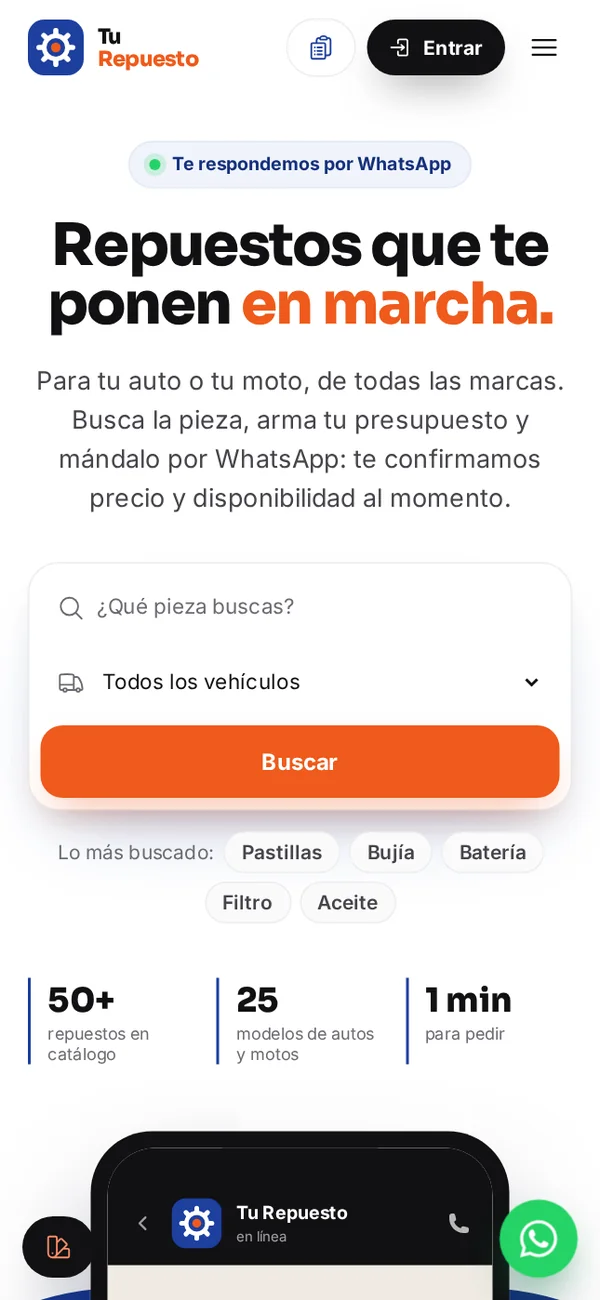 Tu
Repuesto
Entrar
Te respondemos por WhatsApp
Repuestos que te
ponen en marcha.
Para tu auto o tu moto, de todas las marcas.
Busca la pieza, arma tu presupuesto y
mándalo por WhatsApp: te confirmamos
precio y disponibilidad al momento.
¿Qué pieza buscas?
Todos los vehículos
Buscar
Lo más buscado: Pastillas Bujía Batería
Filtro Aceite
50+ 25 1 min
repuestos en modelos de autos para pedir
catálogo y motos
Tu Repuesto
en línea